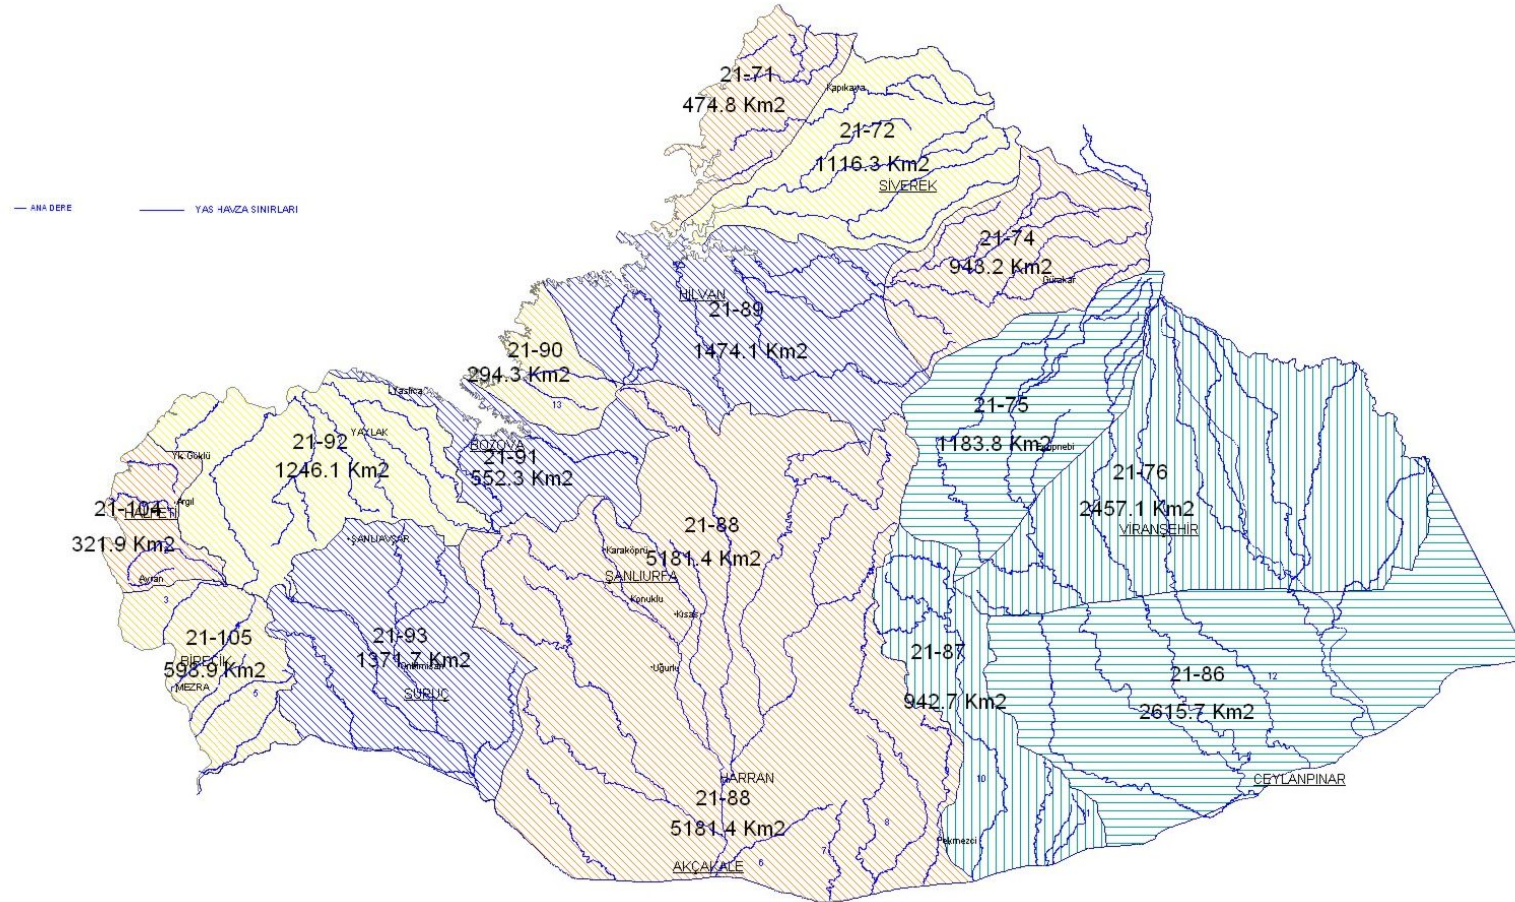 21-71
474.8 Km2
Kapıkaya
21-72
1116.3 Km2
SİVEREK
ANA DERE
YAS HAVZA SINIRLARI
21-74
943.2 Km2
Gürakar
HİLVAN
21-89
1474.1 Km2
21-90
294.3 Km2
13
Yaslıca
21-75
1183.8 Km2
Eyüpnebi
YAYLAK
21-92
1246.1 Km2
BOZOVA
21-91
552.3 Km2
Yk.Göklü
21-76
2457.1 Km2
VİRANŞEHİR
Argıl
21-104
HALFETİ
321.9 Km2
Ayran
ŞANLIAVŞAR
21-88
5181.4 Km2
Karaköprü
ŞANLIURFA
Konuklu
Kısas
Uğurlu
3
21-105
BİRECİK
598.9 Km2
MEZRA
5
21-93
1371.7 Km2
SURUÇ
21-87
942.7 Km2
21-86
2615.7 Km2
12
CEYLANPINAR
HARRAN
21-88
5181.4 Km2
AKÇAKALE
6
7
8
10
Pekmezci